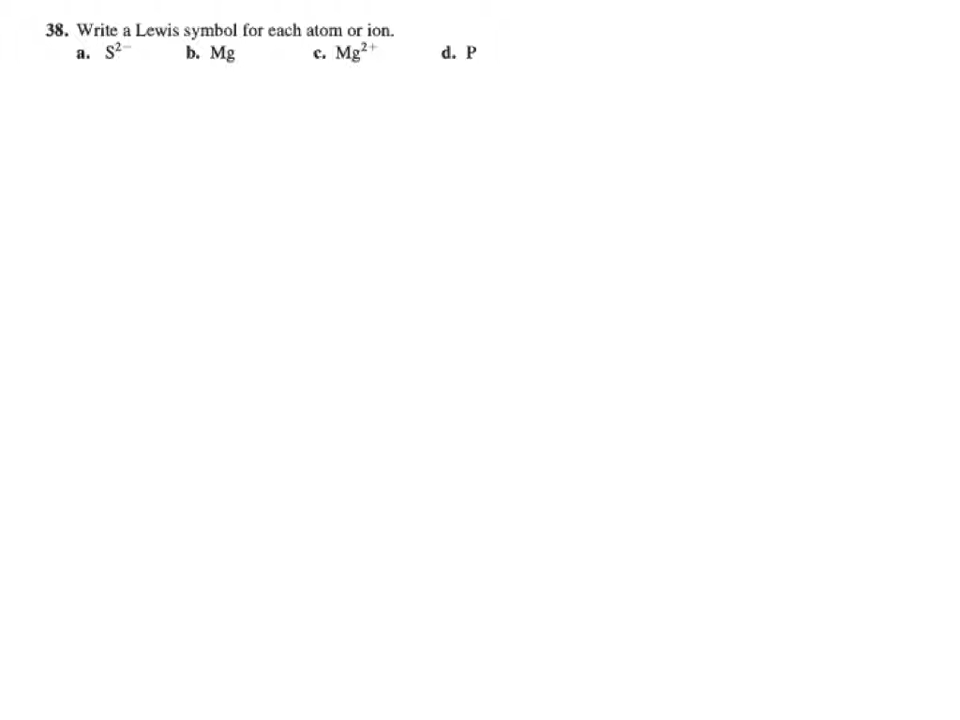 38. Write a Lewis symbol for each atom or ion.
a. S²⁻ b. Mg c. Mg²⁺ d. P